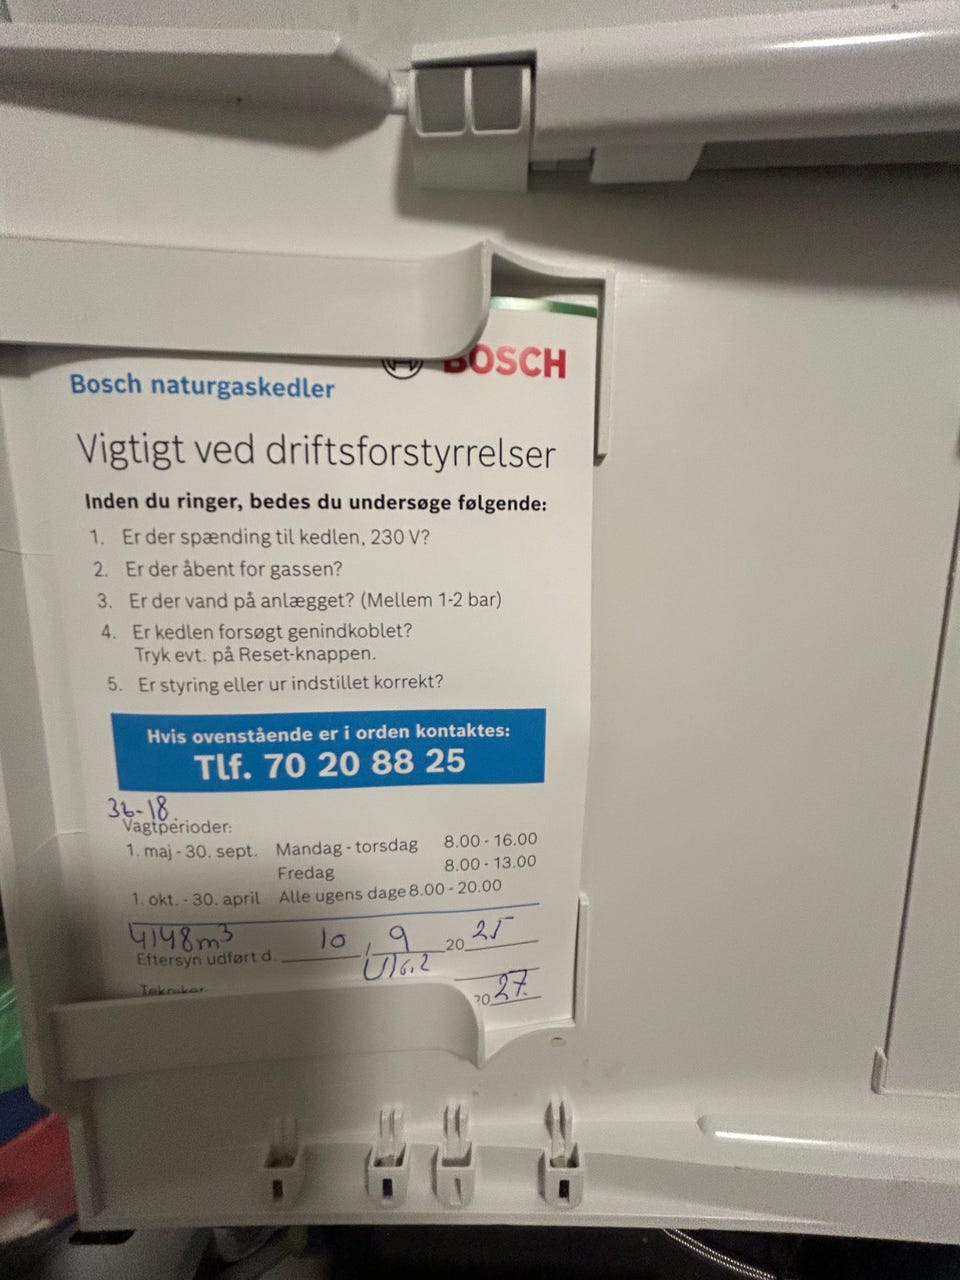 BOSCH
Bosch naturgaskedler
Vigtigt ved driftsforstyrrelser
Inden du ringer, bedes du undersøge følgende:
1. Er der spænding til kedlen, 230 V?
2. Er der åbent for gassen?
3. Er der vand på anlægget? (Mellem 1-2 bar)
4. Er kedlen forsøgt genindkoblet?
Tryk evt. på Reset-knappen.
5. Er styring eller ur indstillet korrekt?
Hvis ovenstående er i orden kontaktes:
Tlf. 70 20 88 25
36-18
Vagtperioder:
1. maj - 30. sept. Mandag - torsdag 8.00 - 16.00
Fredag 8.00 - 13.00
1. okt. - 30. april Alle ugens dage 8.00 - 20.00
4148m³
Eftersyn udført d. 10 / 9 20 25
Tekniker: 2027